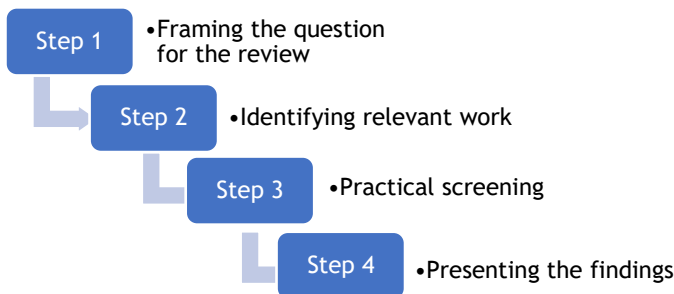 Step 1
•Framing the question
for the review
Step 2
•Identifying relevant work
Step 3
•Practical screening
Step 4
•Presenting the findings